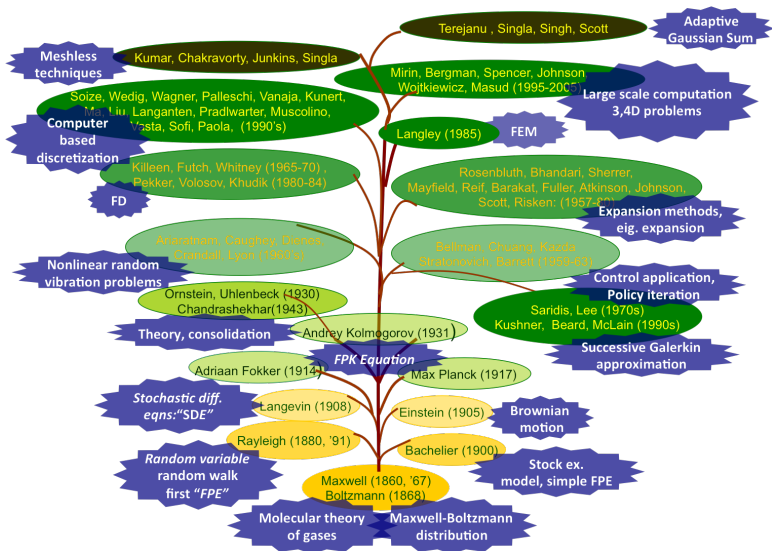 Terejanu , Singla, Singh, Scott
Adaptive
Gaussian Sum
Meshless
techniques
Kumar, Chakravorty, Junkins, Singla
Mirin, Bergman, Spencer, Johnson
Wojtkiewicz, Masud (1995-2005)
Large scale computation
3,4D problems
Soize, Wedig, Wagner, Palleschi, Vanaja, Kunert,
Ma, Liu, Langanten, Pradlwarter, Muscolino,
Vasta, Sofi, Paola, (1990's)
Computer
based
discretization
Langley (1985)
FEM
Killeen, Futch, Whitney (1965-70) ,
Pekker, Volosov, Khudik (1980-84)
FD
Rosenbluth, Bhandari, Sherrer,
Mayfield, Reif, Barakat, Fuller, Atkinson, Johnson,
Scott, Risken: (1957-80)
Expansion methods,
eig. expansion
Caughey, Dienes,
Crandall, Lyon (1960's)
Nonlinear random
vibration problems
Bellman, Chuang, Kazda
Stratonovich, Barrett (1959-63)
Control application,
Policy iteration
Ornstein, Uhlenbeck (1930)
Chandrashekhar(1943)
Saridis, Lee (1970s)
Kushner, Beard, McLain (1990s)
Theory, consolidation
Andrey Kolmogorov (1931)
FPK Equation
Successive Galerkin
approximation
Adriaan Fokker (1914)
Max Planck (1917)
Stochastic diff.
eqns:“SDE”
Langevin (1908)
Einstein (1905)
Brownian
motion
Rayleigh (1880, '91)
Bachelier (1900)
Random variable
random walk
first “FPE”
Stock ex.
model, simple FPE
Maxwell (1860, '67)
Boltzmann (1868)
Molecular theory
of gases
Maxwell-Boltzmann
distribution